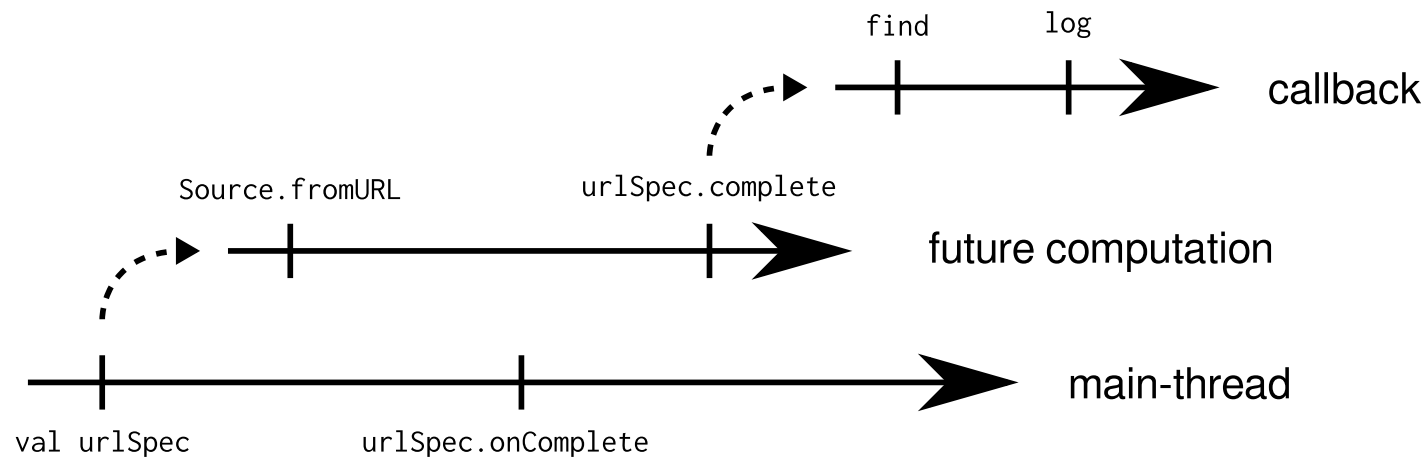 find log
callback
Source.fromURL urlSpec.complete
future computation
main-thread
val urlSpec urlSpec.onComplete